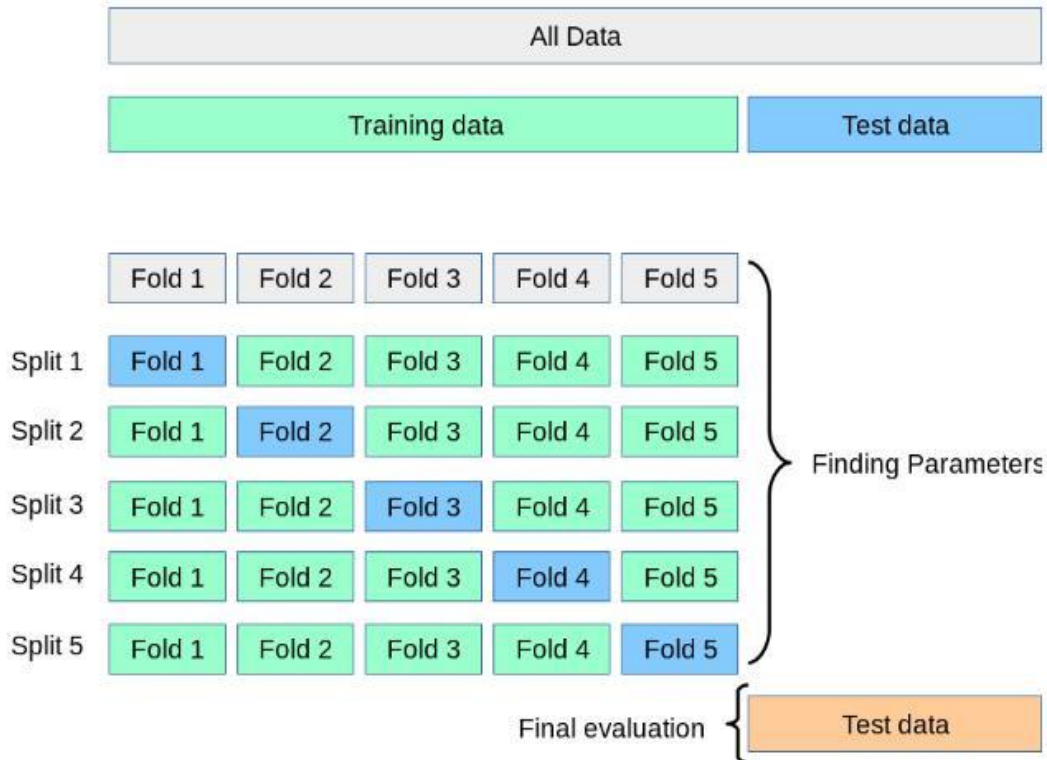 All Data
Training data Test data
Fold 1 Fold 2 Fold 3 Fold 4 Fold 5
Split 1 Fold 1 Fold 2 Fold 3 Fold 4 Fold 5
Split 2 Fold 1 Fold 2 Fold 3 Fold 4 Fold 5
Finding Parameters
Split 3 Fold 1 Fold 2 Fold 3 Fold 4 Fold 5
Split 4 Fold 1 Fold 2 Fold 3 Fold 4 Fold 5
Split 5 Fold 1 Fold 2 Fold 3 Fold 4 Fold 5
Final evaluation Test data